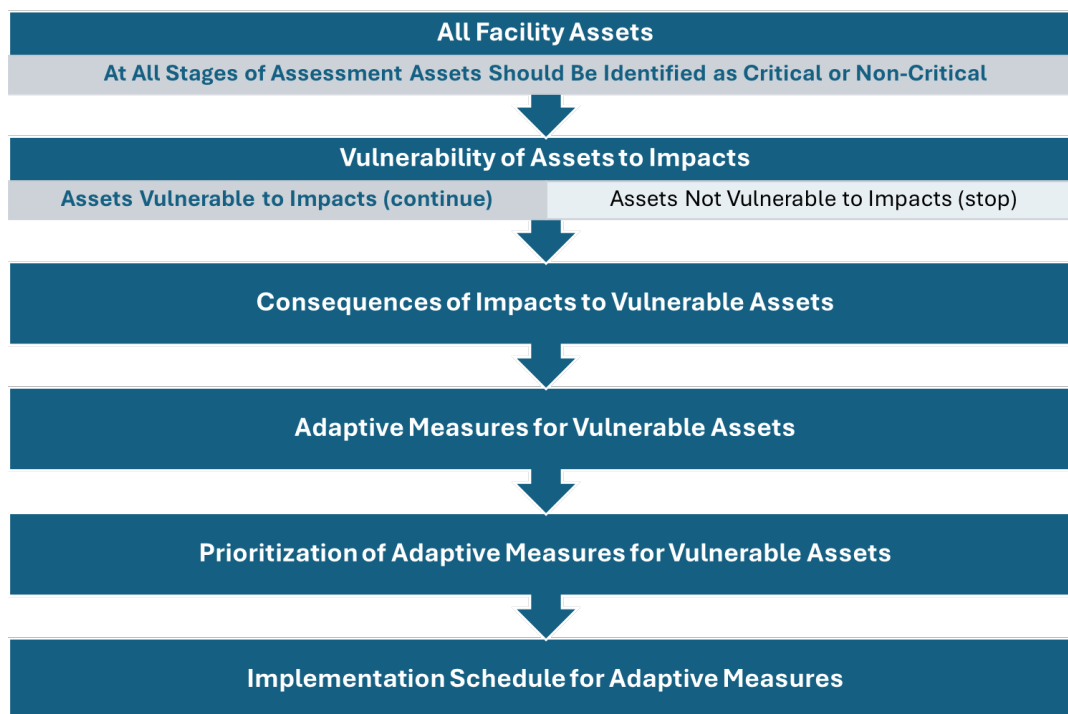 All Facility Assets
At All Stages of Assessment Assets Should Be Identified as Critical or Non-Critical
Vulnerability of Assets to Impacts
Assets Vulnerable to Impacts (continue)
Assets Not Vulnerable to Impacts (stop)
Consequences of Impacts to Vulnerable Assets
Adaptive Measures for Vulnerable Assets
Prioritization of Adaptive Measures for Vulnerable Assets
Implementation Schedule for Adaptive Measures